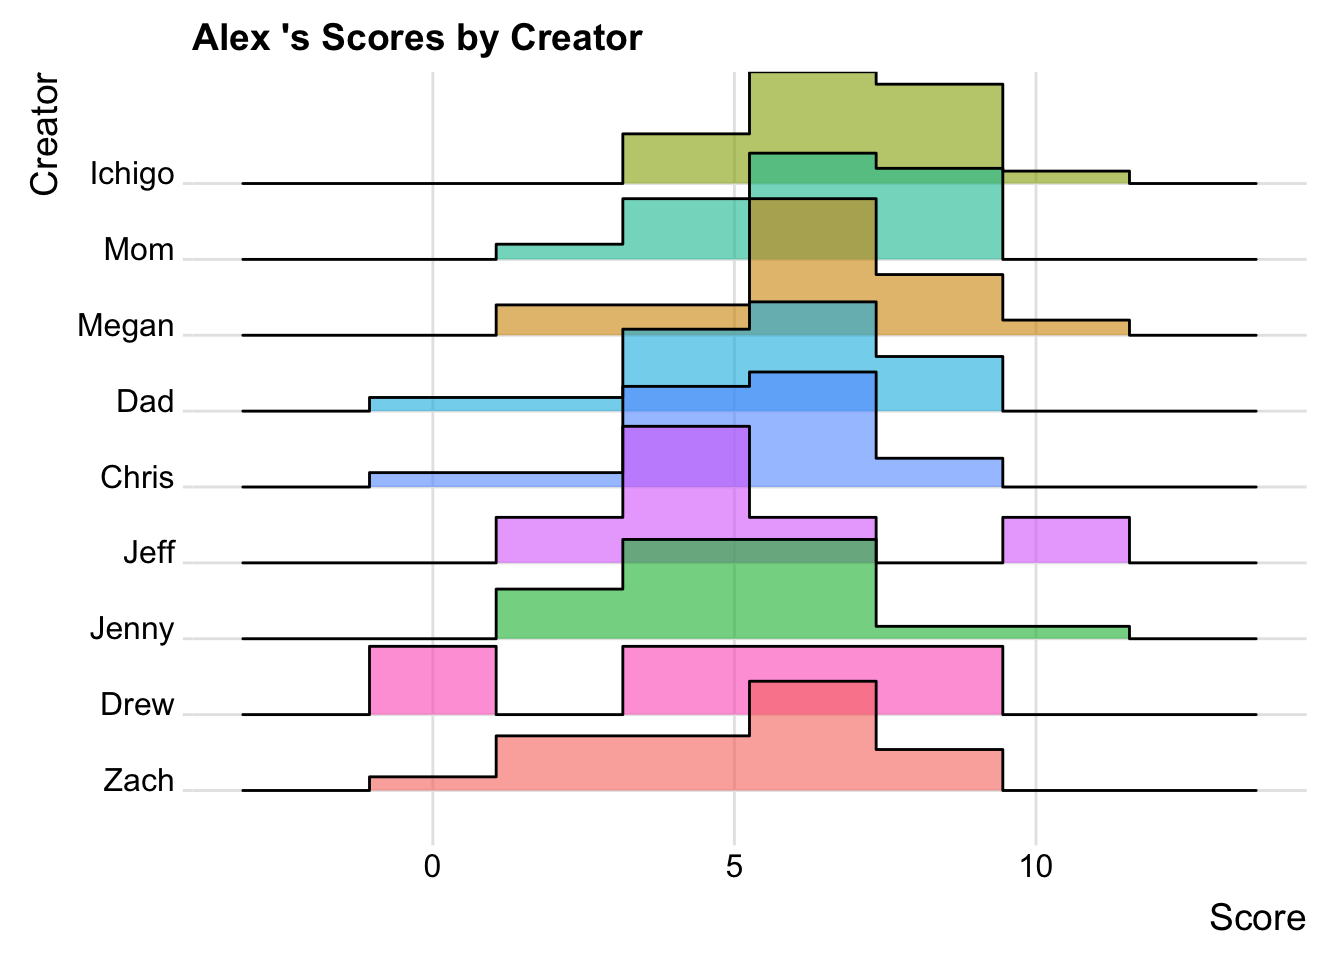 Alex 's Scores by Creator
Creator
Ichigo
Mom
Megan
Dad
Chris
Jeff
Jenny
Drew
Zach
0 5 10
Score